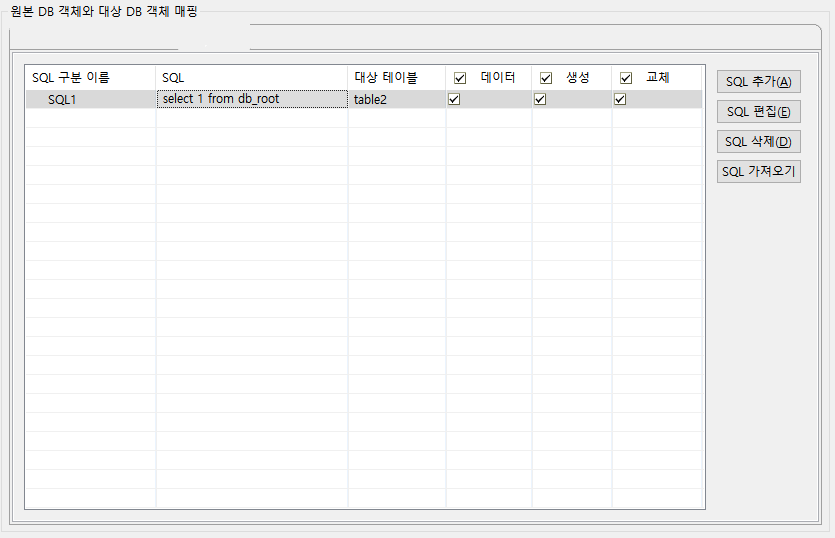 원본 DB 객체와 대상 DB 객체 매핑
SQL 구분 이름 SQL 대상 테이블 데이터 생성 교체
SQL1 select 1 from db_root table2
SQL 추가(A)
SQL 편집(E)
SQL 삭제(D)
SQL 가져오기